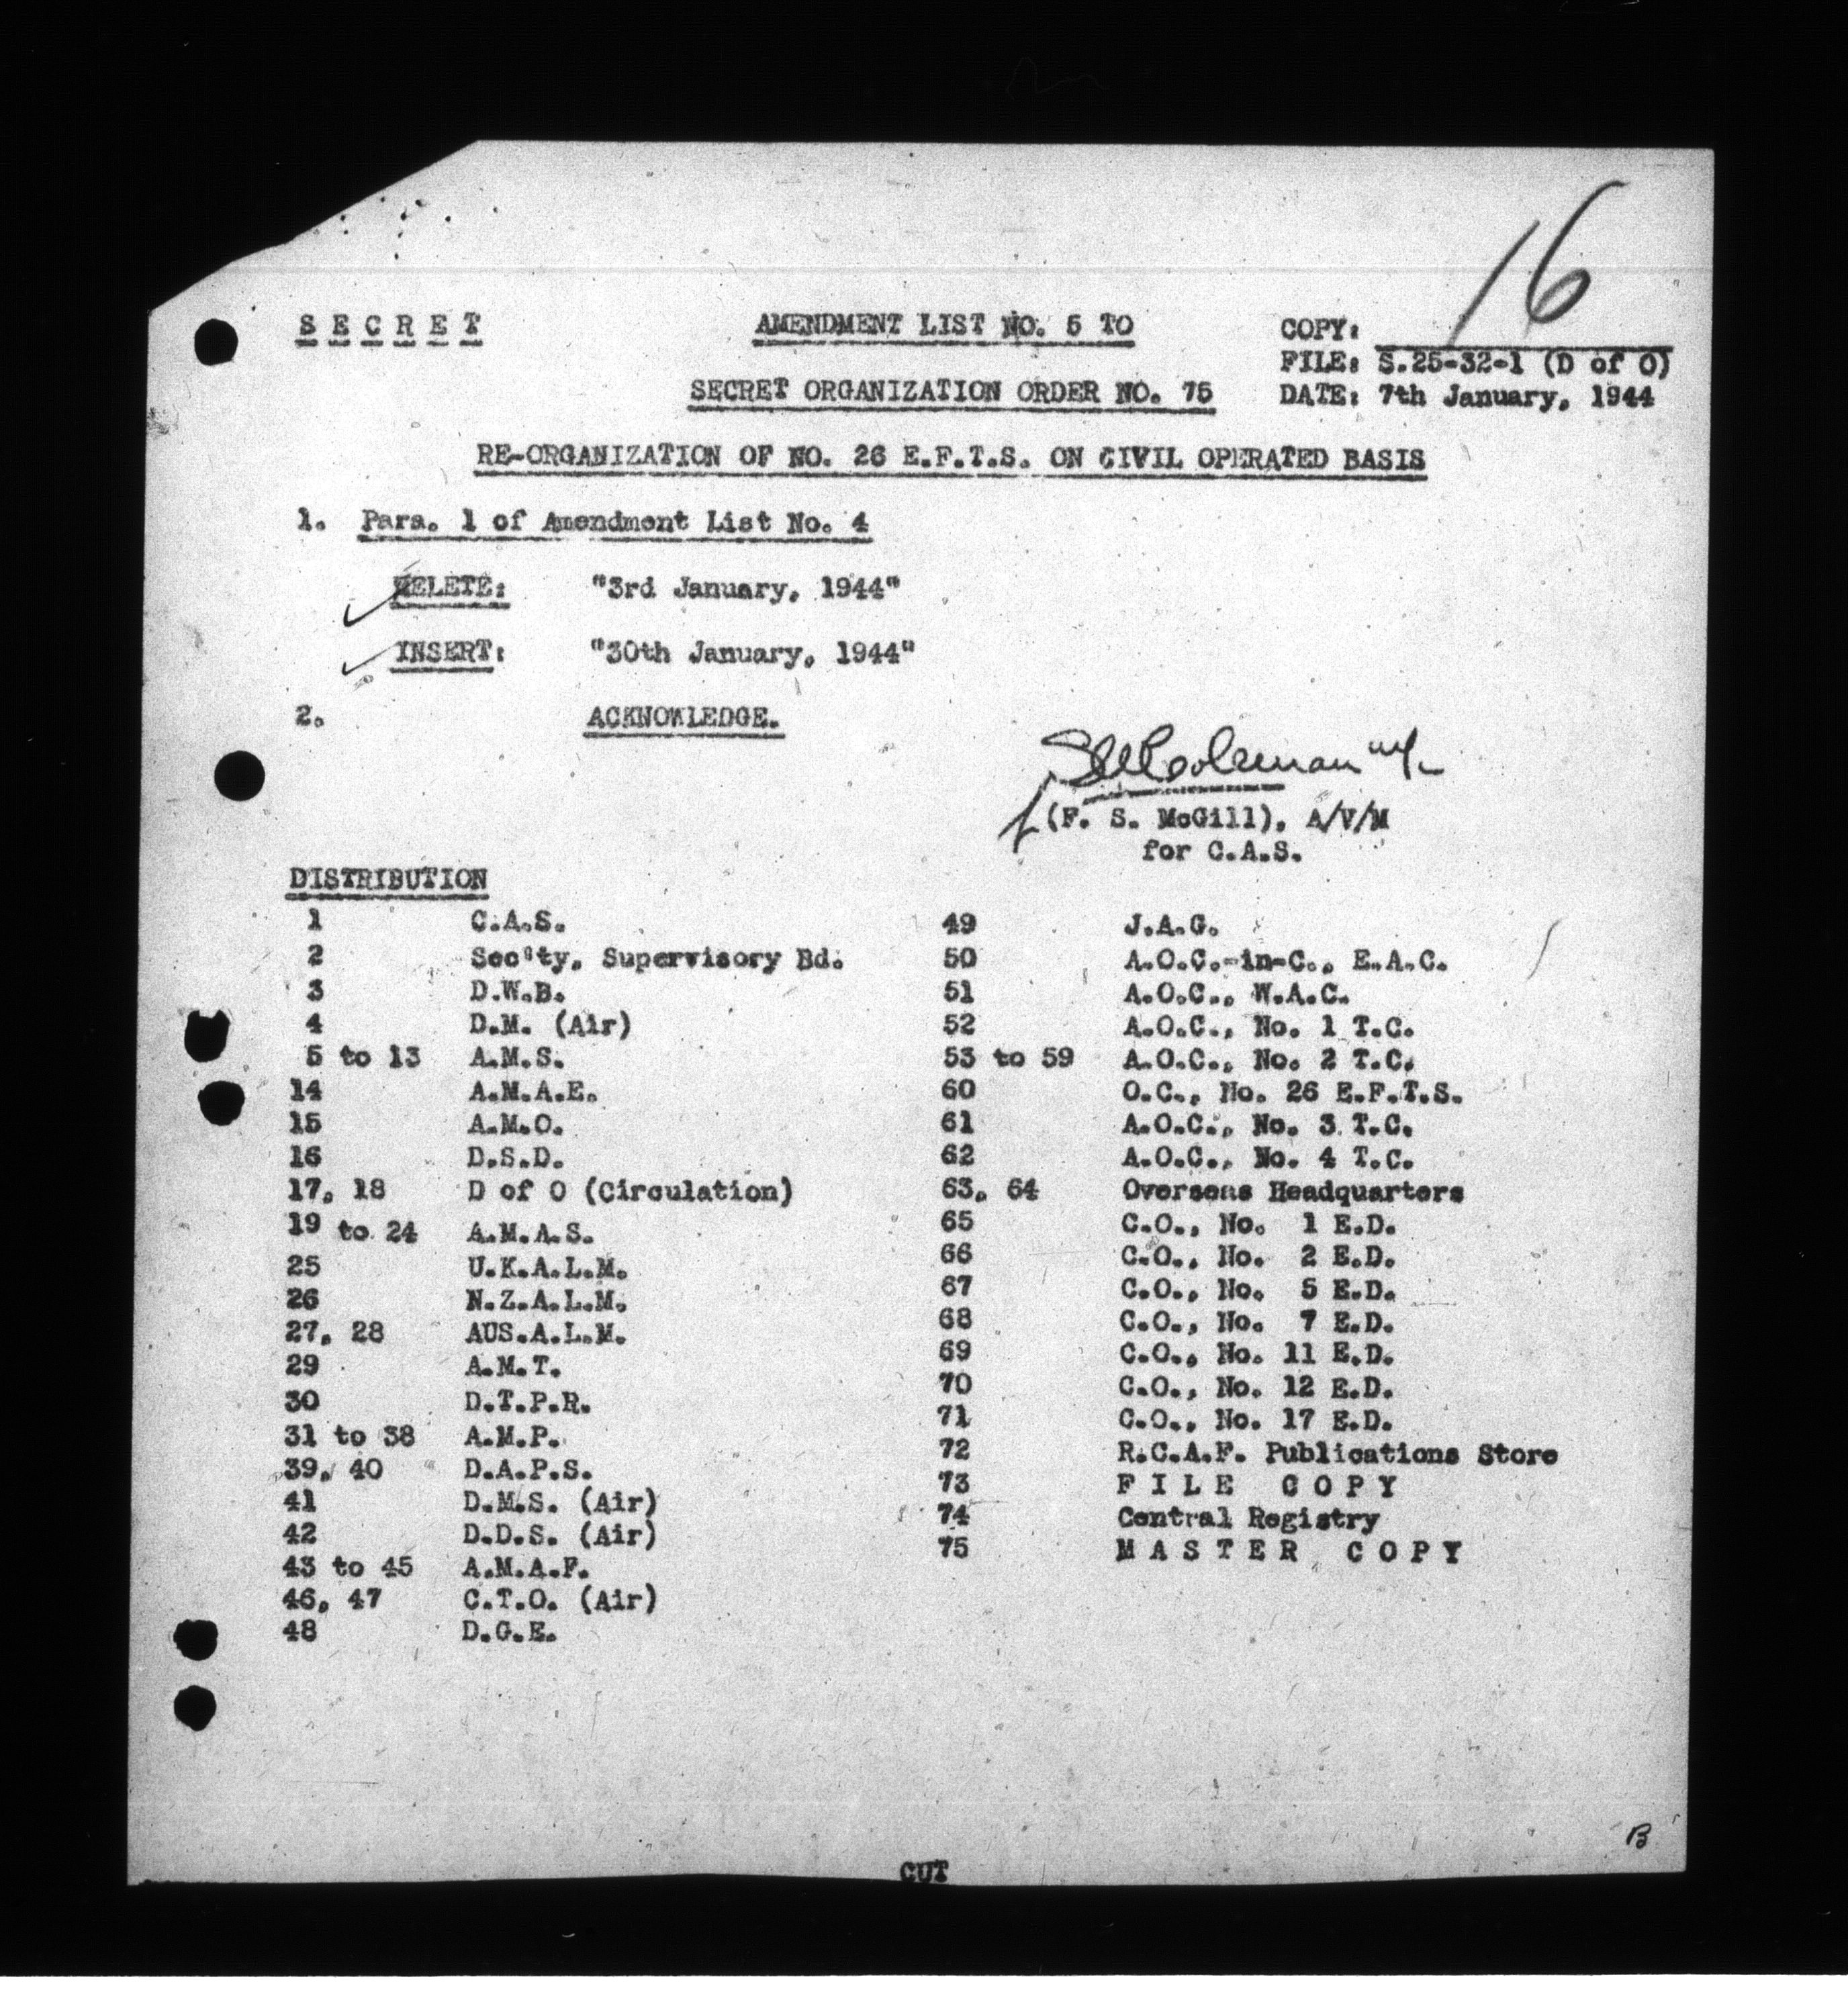 16
S E C R E T
AMENDMENT LIST NO. 5 TO
COPY:
FILE: S.25-32-1 (D of O)
SECRET ORGANIZATION ORDER NO. 75
DATE: 7th January, 1944
RE-ORGANIZATION OF NO. 26 E.F.T.S. ON CIVIL OPERATED BASIS
1. Para. 1 of Amendment List No. 4
DELETE: "3rd January, 1944"
INSERT: "30th January, 1944"
2. ACKNOWLEDGE.
Coleman
(F. S. McGill), A/V/M
for C.A.S.
DISTRIBUTION
1 C.A.S.
2 Sec'ty, Supervisory Bd.
3 D.W.B.
4 D.M. (Air)
5 to 13 A.M.S.
14 A.M.A.E.
15 A.M.O.
16 D.S.D.
17, 18 D of O (Circulation)
19 to 24 A.M.A.S.
25 U.K.A.L.M.
26 N.Z.A.L.M.
27, 28 AUS.A.L.M.
29 A.M.T.
30 D.T.P.R.
31 to 38 A.M.P.
39, 40 D.A.P.S.
41 D.M.S. (Air)
42 D.D.S. (Air)
43 to 45 A.M.A.F.
46, 47 C.T.O. (Air)
48 D.G.E.
49 J.A.G.
50 A.O.C.-in-C., E.A.C.
51 A.O.C., W.A.C.
52 A.O.C., No. 1 T.C.
53 to 59 A.O.C., No. 2 T.C.
60 O.C., No. 26 E.F.T.S.
61 A.O.C., No. 3 T.C.
62 A.O.C., No. 4 T.C.
63, 64 Overseas Headquarters
65 C.O., No. 1 E.D.
66 C.O., No. 2 E.D.
67 C.O., No. 5 E.D.
68 C.O., No. 7 E.D.
69 C.O., No. 11 E.D.
70 C.O., No. 12 E.D.
71 C.O., No. 17 E.D.
72 R.C.A.F. Publications Store
73 F I L E C O P Y
74 Central Registry
75 M A S T E R C O P Y
B
CUT